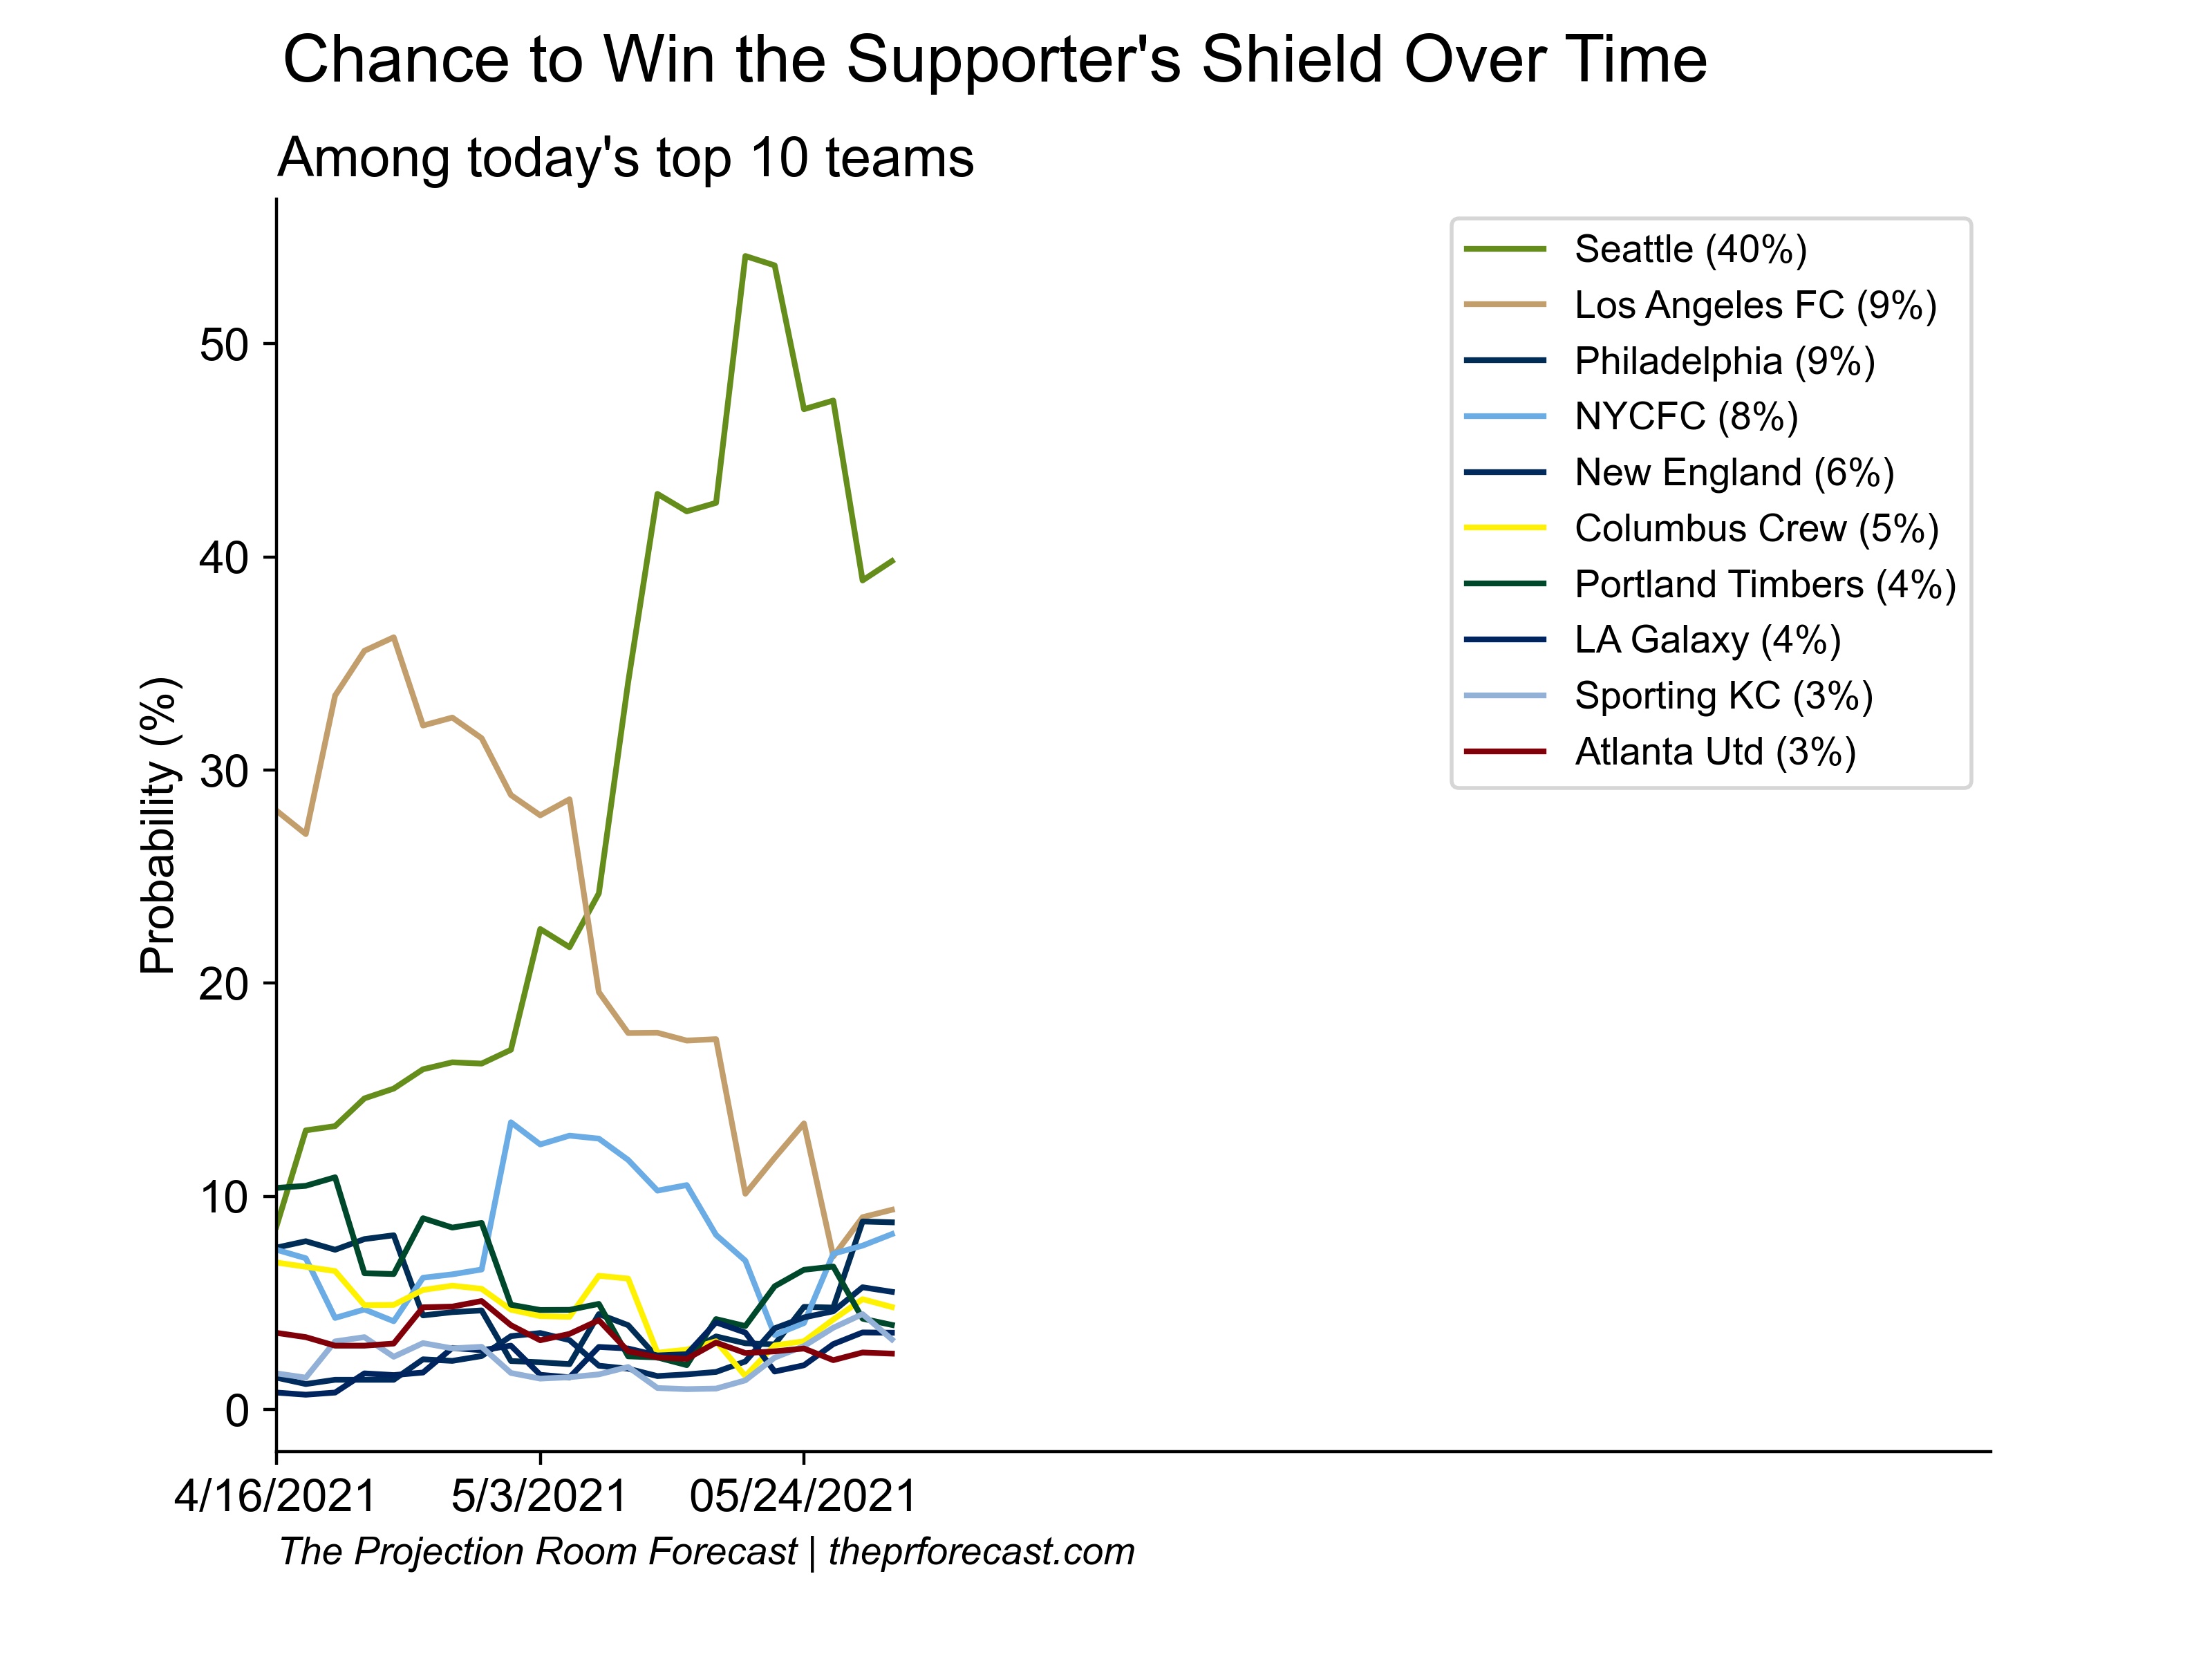 Chance to Win the Supporter's Shield Over Time
Among today's top 10 teams
Seattle (40%)
Los Angeles FC (9%)
Philadelphia (9%)
NYCFC (8%)
New England (6%)
Columbus Crew (5%)
Portland Timbers (4%)
LA Galaxy (4%)
Sporting KC (3%)
Atlanta Utd (3%)
Probability (%)
50
40
30
20
10
0
4/16/2021 5/3/2021 05/24/2021
The Projection Room Forecast | theprforecast.com